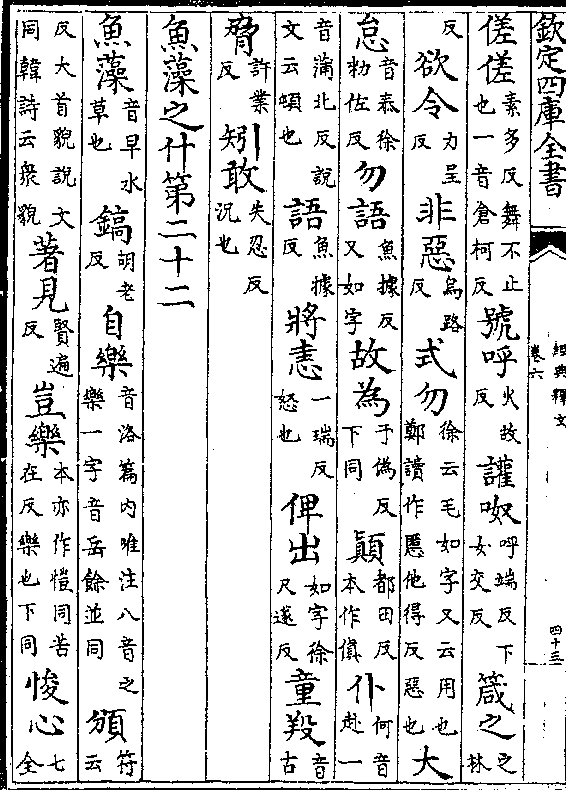 欽定四庫全書
經典釋文
卷六
四十三
傞傞素多反舞不止也一音倉柯反號呼火故反讙呶呼端反下女交反箴之之林
反欲令力呈反非惡烏路反式勿徐云毛如字又云用也鄭讀作慝他得反惡也大
怠音泰徐勑佐反勿語魚據反又如字故為于偽反下同顛都田反本作傎仆何音赴一
音蒲北反說文云頓也語魚據反將恚一瑞反怒也俾出如字徐尺遂反童羖音古
脅許業反矧敢失忍反況也
魚藻之什第二十二
魚藻音早水草也鎬胡老反自樂音洛篇內唯注八音之樂一字音岳餘並同頒符云
反大首貌說文同韓詩云衆貌著見賢遍反豈樂本亦作愷同苦在反樂也下同悛心七全